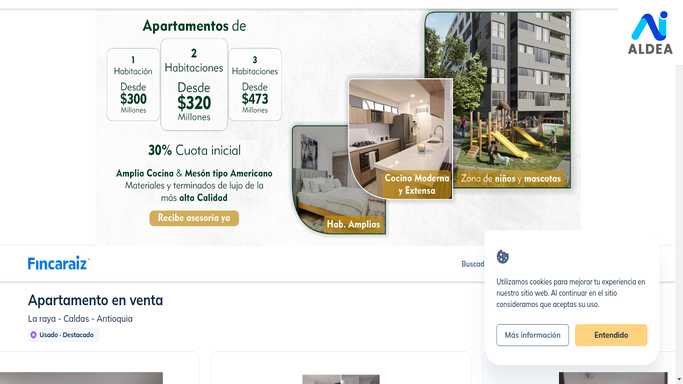 Apartamentos de
1
Habitación
Desde
$300
Millones
2
Habitaciones
Desde
$320
Millones
3
Habitaciones
Desde
$473
Millones
30% Cuota inicial
Amplia Cocina & Mesón tipo Americano
Materiales y terminados de lujo de la
más alta Calidad
Recibe asesoría ya
Hab. Amplias
Cocina Moderna
y Extensa
Zona de niños y mascotas
ALDEA
Fincaraiz
Buscad
Apartamento en venta
La raya - Caldas - Antioquia
Usado · Destacado
Utilizamos cookies para mejorar tu experiencia en
nuestro sitio web. Al continuar en el sitio
consideramos que aceptas su uso.
Más información
Entendido